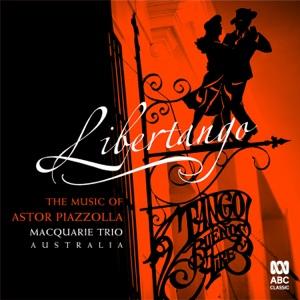 Libertango
THE MUSIC OF
ASTOR PIAZZOLLA
MACQUARIE TRIO
AUSTRALIA
TANGO
BUENOS
AIRES
ABC
CLASSIC